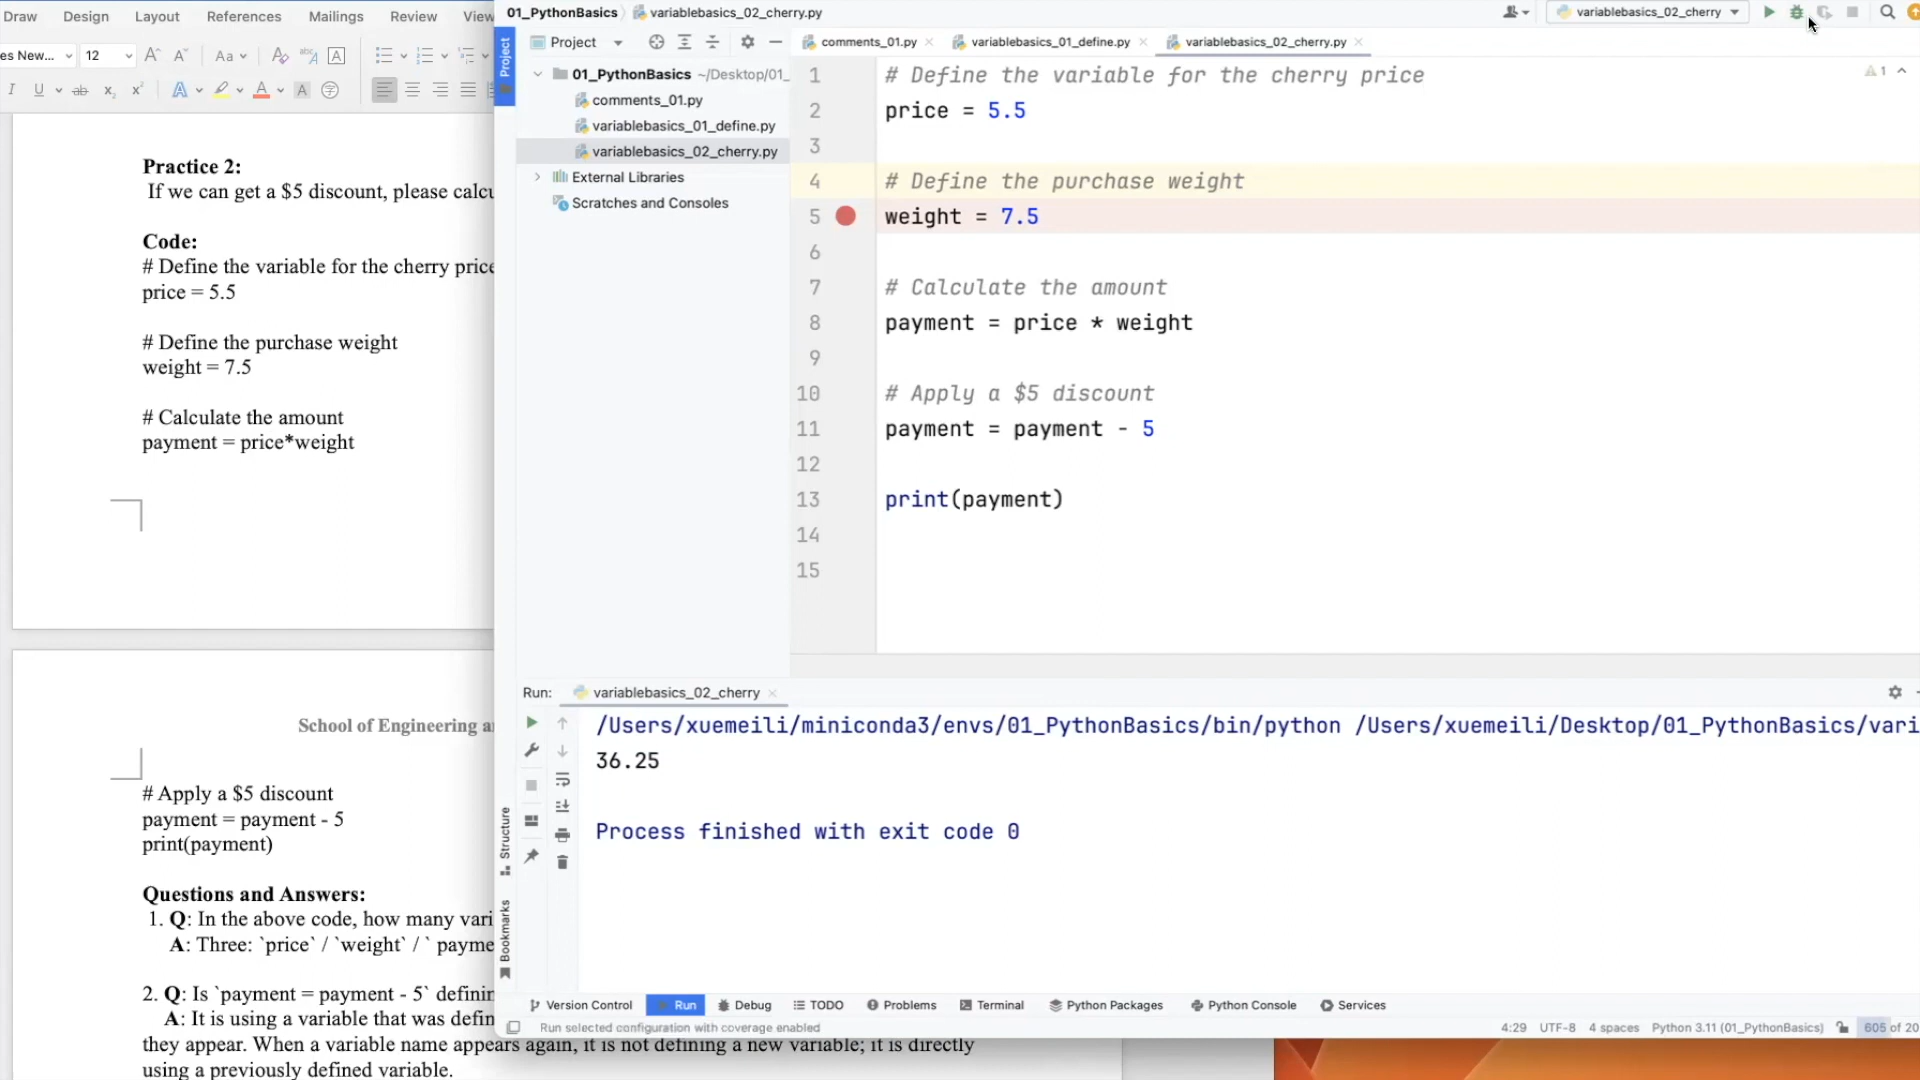 Draw Design Layout References Mailings Review View
es New... 12 Aa
Practice 2:
If we can get a $5 discount, please calcu
Code:
# Define the variable for the cherry price
price = 5.5
# Define the purchase weight
weight = 7.5
# Calculate the amount
payment = price*weight
School of Engineering a
# Apply a $5 discount
payment = payment - 5
print(payment)
Questions and Answers:
1. Q: In the above code, how many vari
A: Three: `price` / `weight` / ` payme
2. Q: Is `payment = payment - 5` definin
A: It is using a variable that was defin
they appear. When a variable name appears again, it is not defining a new variable; it is directly
using a previously defined variable.
01_PythonBasics variablebasics_02_cherry.py
variablebasics_02_cherry
Project
Project
comments_01.py variablebasics_01_define.py variablebasics_02_cherry.py
01_PythonBasics ~/Desktop/01_
comments_01.py
variablebasics_01_define.py
variablebasics_02_cherry.py
External Libraries
Scratches and Consoles
1 # Define the variable for the cherry price
2 price = 5.5
3
4 # Define the purchase weight
5 weight = 7.5
6
7 # Calculate the amount
8 payment = price * weight
9
10 # Apply a $5 discount
11 payment = payment - 5
12
13 print(payment)
14
15
1
Run: variablebasics_02_cherry
/Users/xuemeili/miniconda3/envs/01_PythonBasics/bin/python /Users/xuemeili/Desktop/01_PythonBasics/vari
36.25
Process finished with exit code 0
Structure
Bookmarks
Version Control Run Debug TODO Problems Terminal Python Packages Python Console Services
Run selected configuration with coverage enabled
4:29 UTF-8 4 spaces Python 3.11 (01_PythonBasics) 605 of 20